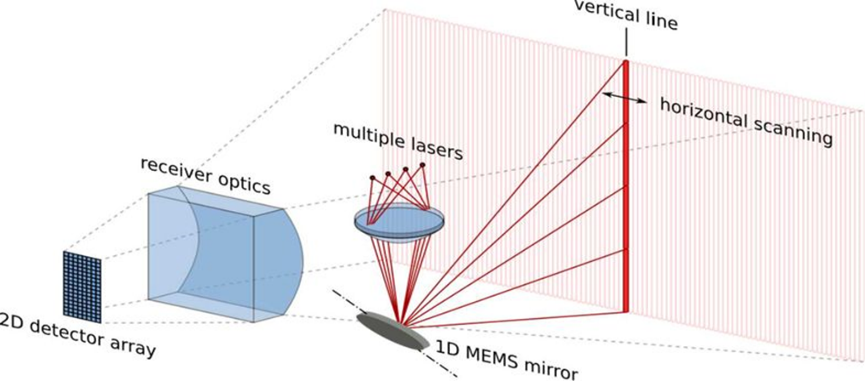 vertical line
horizontal scanning
multiple lasers
receiver optics
2D detector array
1D MEMS mirror